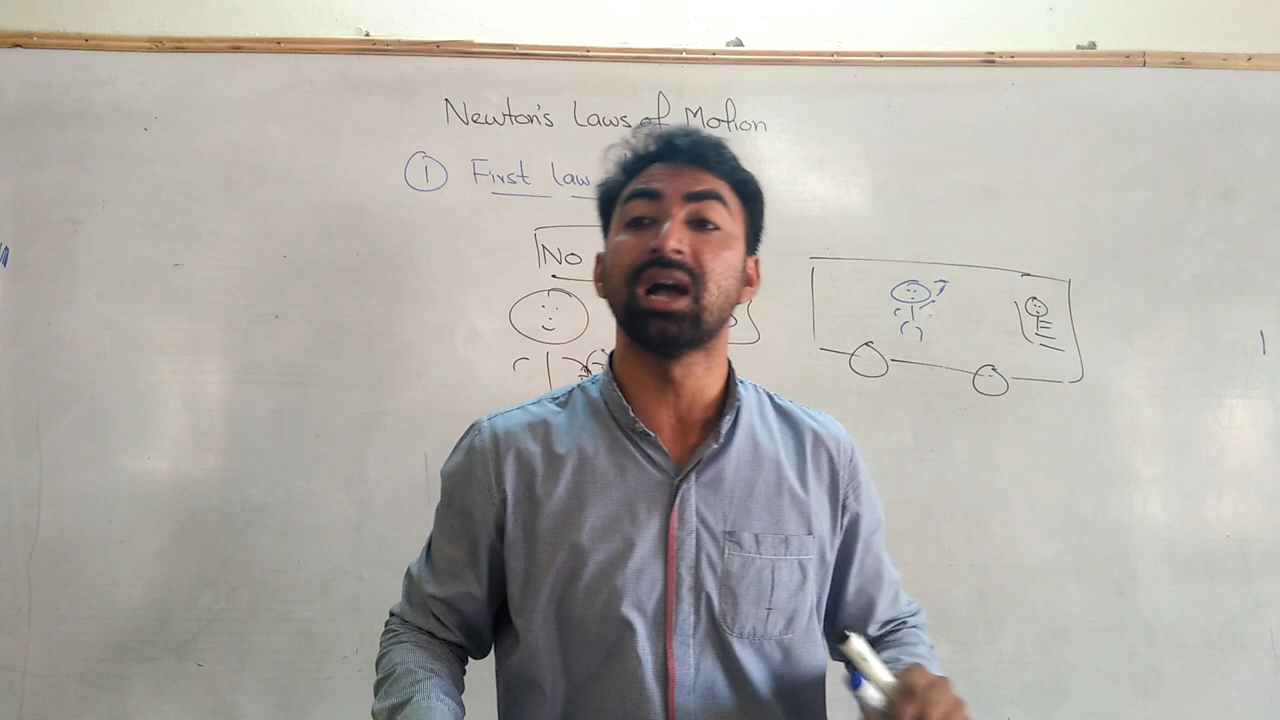 Newton's Laws of Motion
① First law
No